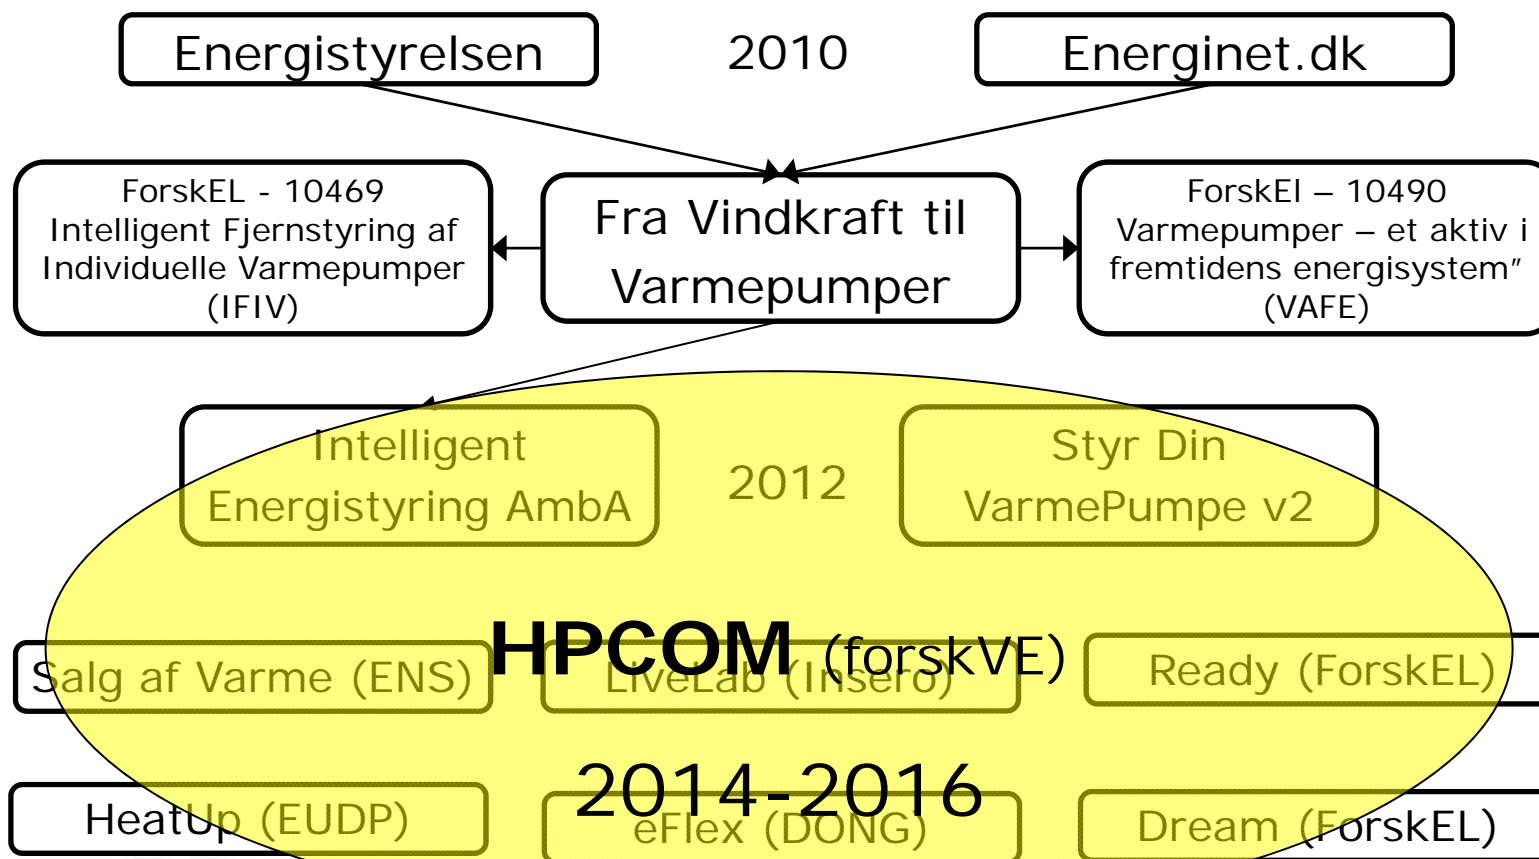 Energistyrelsen
2010
Energinet.dk
ForskEL - 10469
Intelligent Fjernstyring af
Individuelle Varmepumper
(IFIV)
Fra Vindkraft til
Varmepumper
ForskEl – 10490
Varmepumper – et aktiv i
fremtidens energisystem”
(VAFE)
Intelligent
Energistyring AmbA
2012
Styr Din
VarmePumpe v2
HPCOM (forskVE)
Salg af Varme (ENS)
LiveLab (Insero)
Ready (ForskEL)
2014-2016
HeatUp (EUDP)
eFlex (DONG)
Dream (ForskEL)